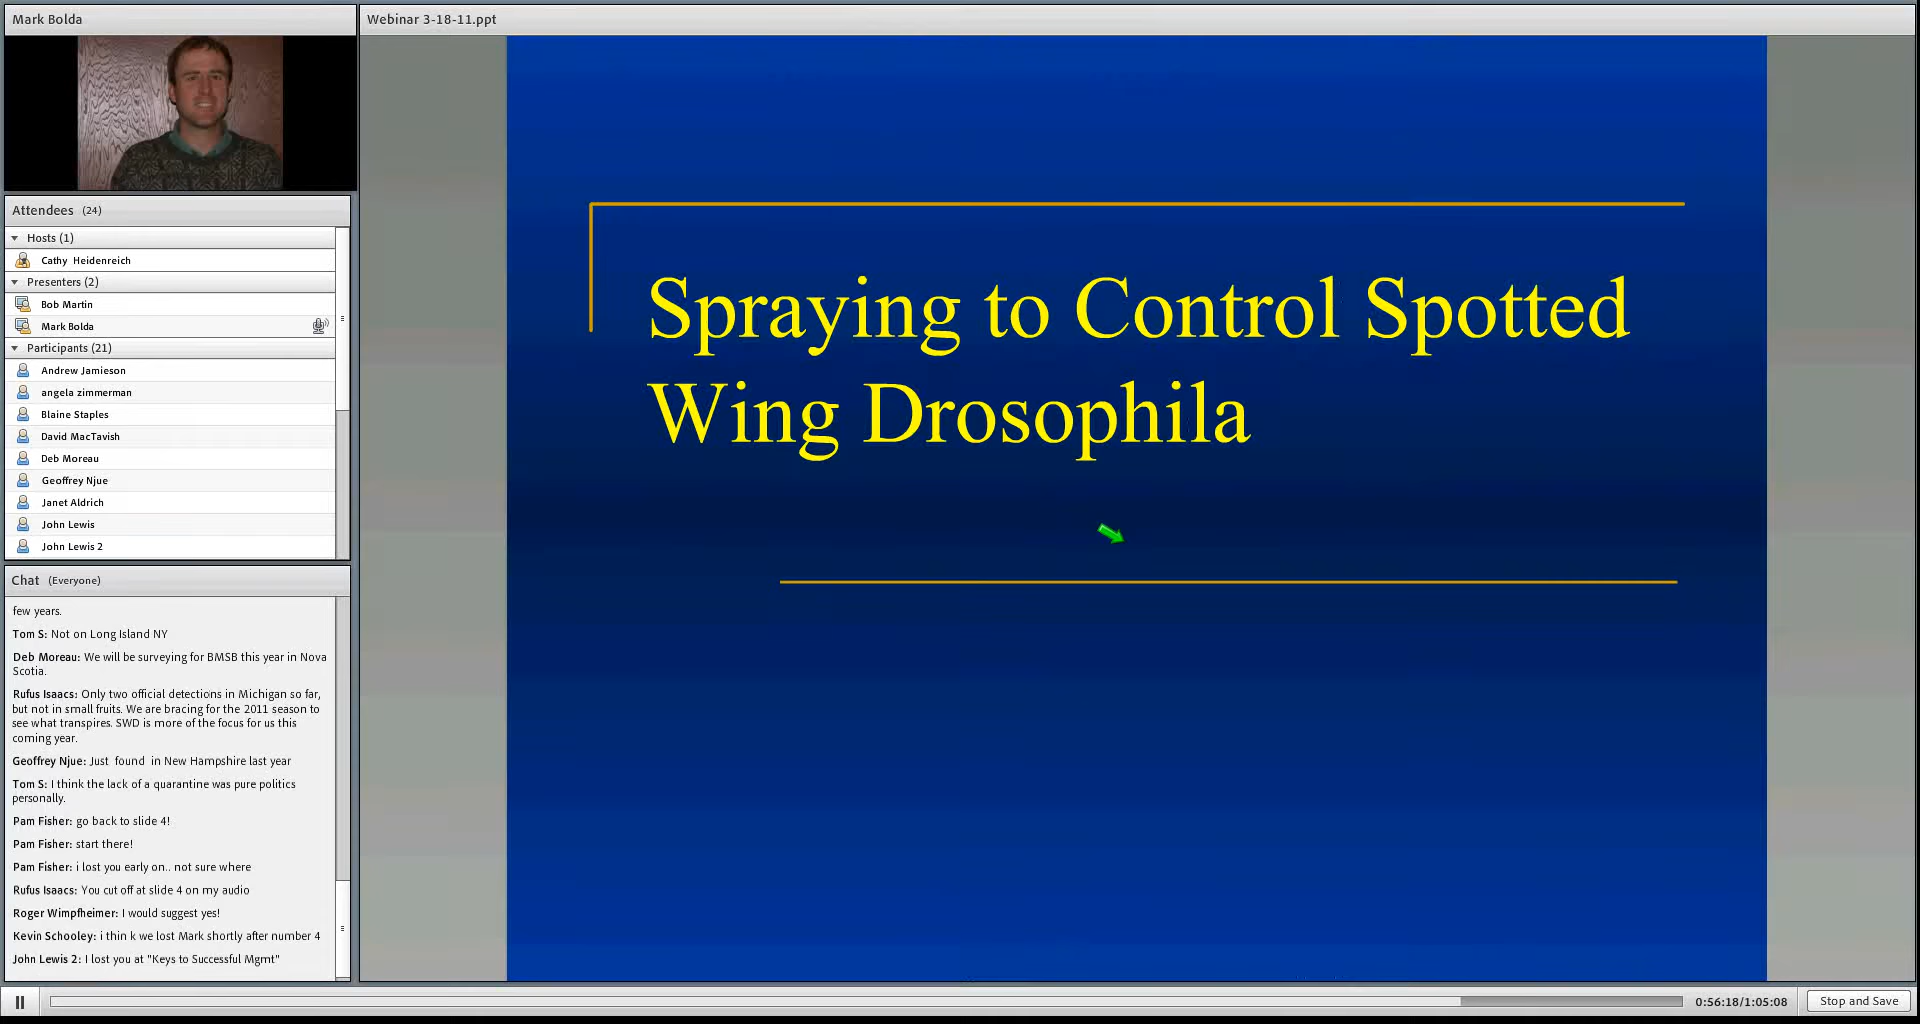 Mark Bolda
Webinar 3-18-11.ppt
Attendees (24)
Hosts (1)
Cathy Heidenreich
Presenters (2)
Bob Martin
Mark Bolda
Participants (21)
Andrew Jamieson
angela zimmerman
Blaine Staples
David MacTavish
Deb Moreau
Geoffrey Njue
Janet Aldrich
John Lewis
John Lewis 2
Chat (Everyone)
few years.
Tom S: Not on Long Island NY
Deb Moreau: We will be surveying for BMSB this year in Nova
Scotia.
Rufus Isaacs: Only two official detections in Michigan so far,
but not in small fruits. We are bracing for the 2011 season to
see what transpires. SWD is more of the focus for us this
coming year.
Geoffrey Njue: Just found in New Hampshire last year
Tom S: I think the lack of a quarantine was pure politics
personally.
Pam Fisher: go back to slide 4!
Pam Fisher: start there!
Pam Fisher: i lost you early on.. not sure where
Rufus Isaacs: You cut off at slide 4 on my audio
Roger Wimpfheimer: I would suggest yes!
Kevin Schooley: i thin k we lost Mark shortly after number 4
John Lewis 2: I lost you at "Keys to Successful Mgmt"
Spraying to Control Spotted
Wing Drosophila
0:56:18/1:05:08
Stop and Save